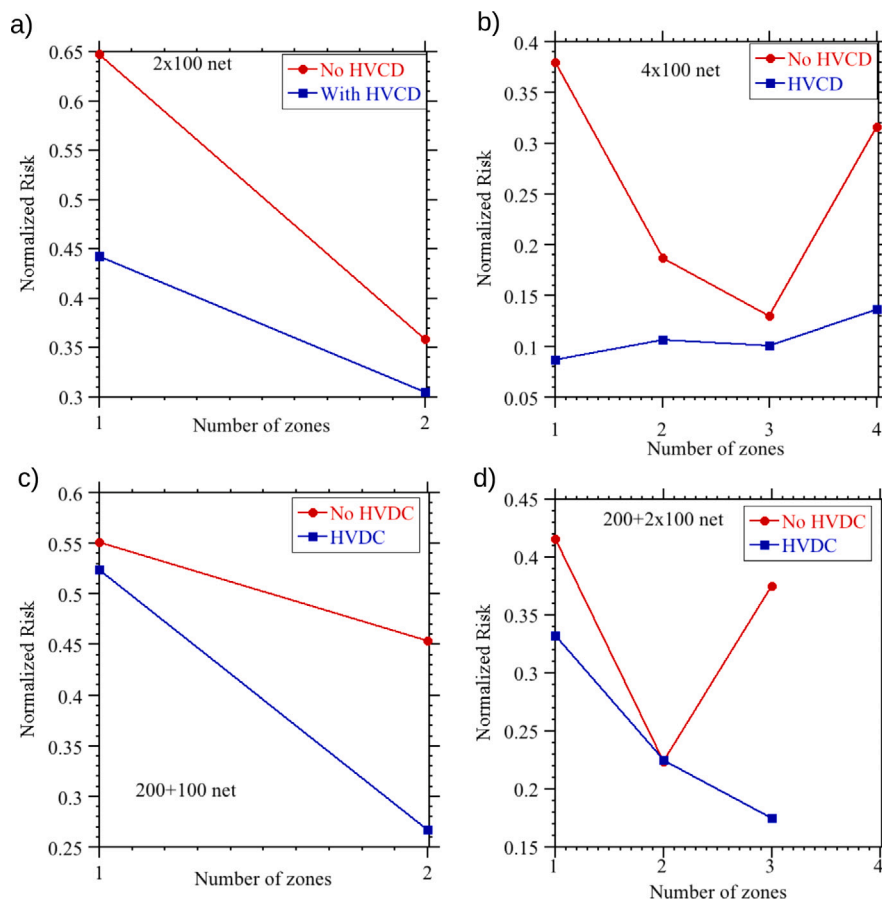 a)
0.65
0.6
0.55
0.5
0.45
0.4
0.35
0.3
Normalized Risk
2x100 net
No HVCD
With HVCD
1
2
Number of zones
b)
0.4
0.35
0.3
0.25
0.2
0.15
0.1
0.05
Normalized Risk
4x100 net
No HVCD
HVCD
1
2
3
4
Number of zones
c)
0.6
0.55
0.5
0.45
0.4
0.35
0.3
0.25
Normalized Risk
No HVDC
HVDC
200+100 net
1
2
Number of zones
d)
0.45
0.4
0.35
0.3
0.25
0.2
0.15
Normalized Risk
200+2x100 net
No HVDC
HVDC
1
2
3
4
Number of zones